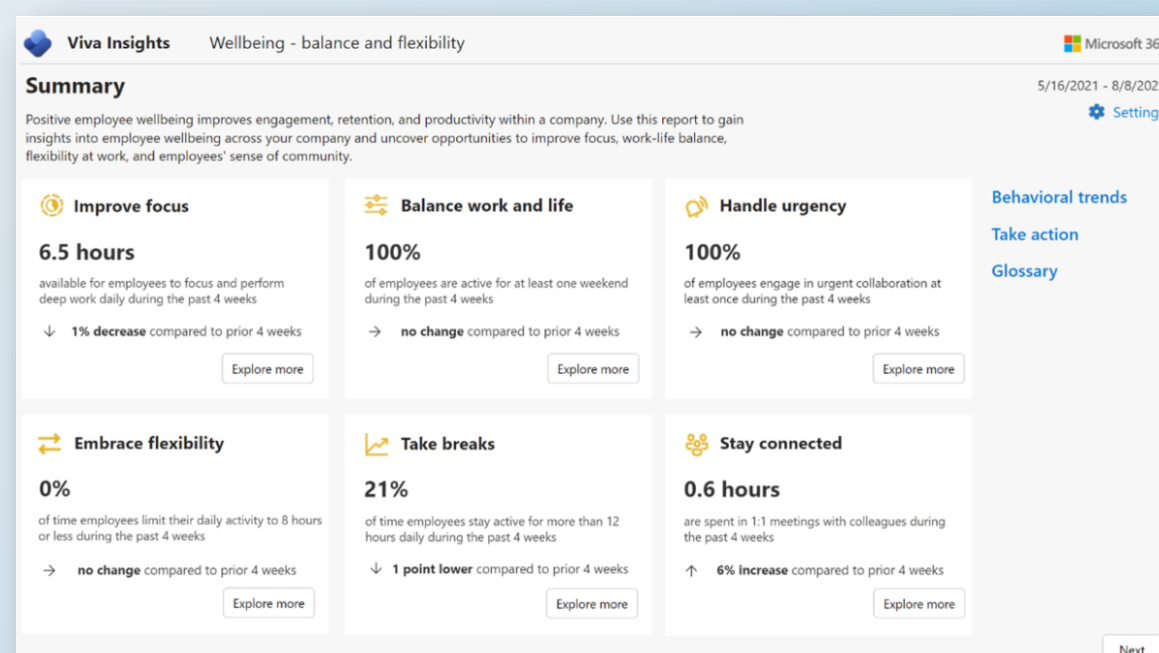 Viva Insights Wellbeing - balance and flexibility Microsoft 36
Summary 5/16/2021 - 8/8/202
Setting
Positive employee wellbeing improves engagement, retention, and productivity within a company. Use this report to gain
insights into employee wellbeing across your company and uncover opportunities to improve focus, work-life balance,
flexibility at work, and employees' sense of community.
Improve focus
6.5 hours
available for employees to focus and perform
deep work daily during the past 4 weeks
↓ 1% decrease compared to prior 4 weeks
Explore more
Balance work and life
100%
of employees are active for at least one weekend
during the past 4 weeks
→ no change compared to prior 4 weeks
Explore more
Handle urgency
100%
of employees engage in urgent collaboration at
least once during the past 4 weeks
→ no change compared to prior 4 weeks
Explore more
Behavioral trends
Take action
Glossary
Embrace flexibility
0%
of time employees limit their daily activity to 8 hours
or less during the past 4 weeks
→ no change compared to prior 4 weeks
Explore more
Take breaks
21%
of time employees stay active for more than 12
hours daily during the past 4 weeks
↓ 1 point lower compared to prior 4 weeks
Explore more
Stay connected
0.6 hours
are spent in 1:1 meetings with colleagues during
the past 4 weeks
↑ 6% increase compared to prior 4 weeks
Explore more
Next